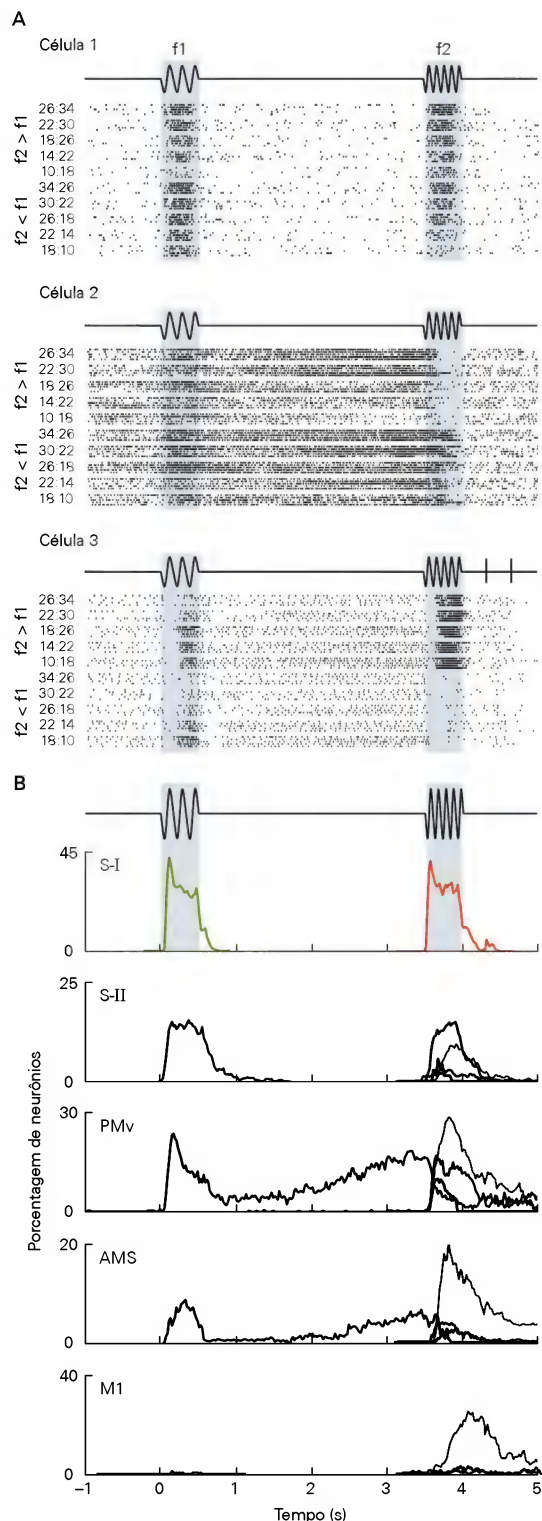 A
Célula 1
f1
f2
f2 > f1
26:34
22:30
18:26
14:22
10:18
f2 < f1
34:26
30:22
26:18
22 14
18:10
Célula 2
f2 > f1
26:34
22:30
18:26
14:22
10 18
f2 < f1
34:26
30:22
26:18
22:14
18 10
Célula 3
f2 > f1
26:34
22 30
18:26
14:22
10:18
f2 < f1
34:26
30:22
26:18
22 14
18:10
B
Porcentagem de neurônios
45
S-I
0
25
S-II
0
30
PMv
0
20
AMS
0
40
M1
0
−1 0 1 2 3 4 5
Tempo (s)